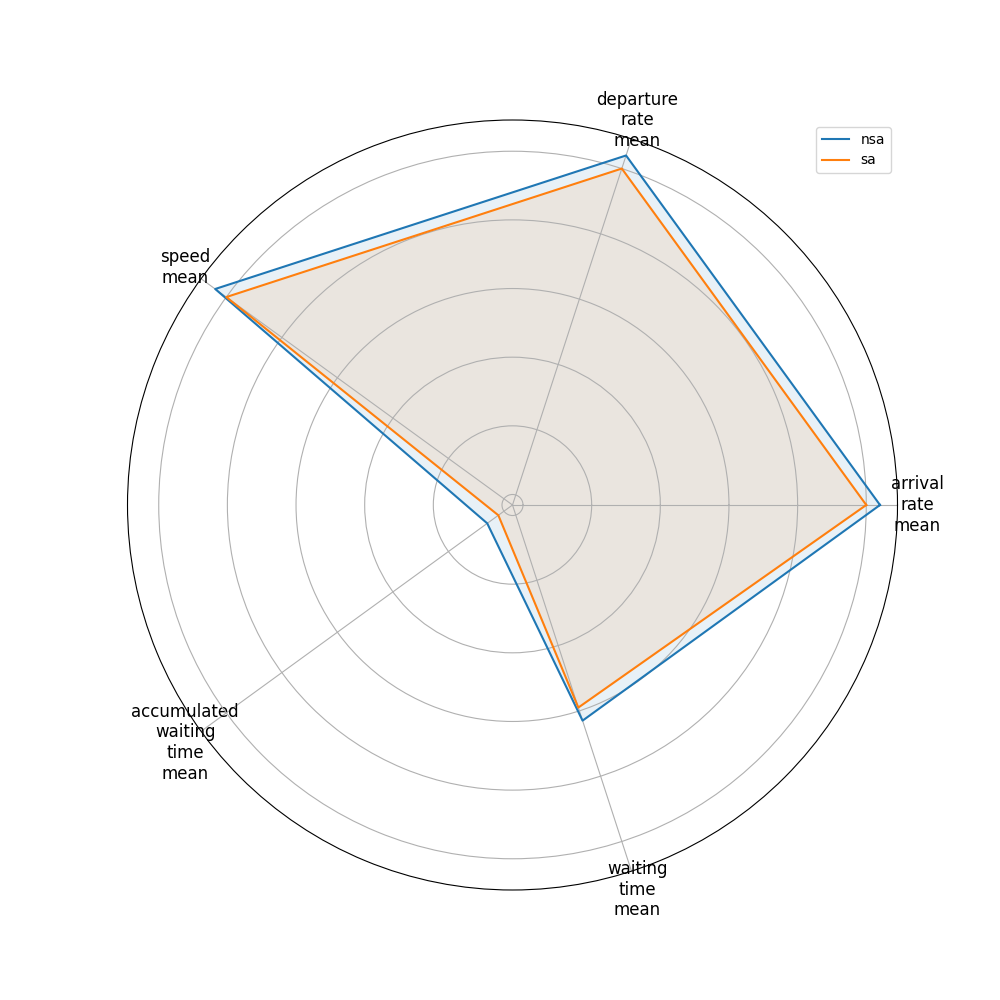 departure
rate
mean
nsa
sa
speed
mean
arrival
rate
mean
accumulated
waiting
time
mean
waiting
time
mean